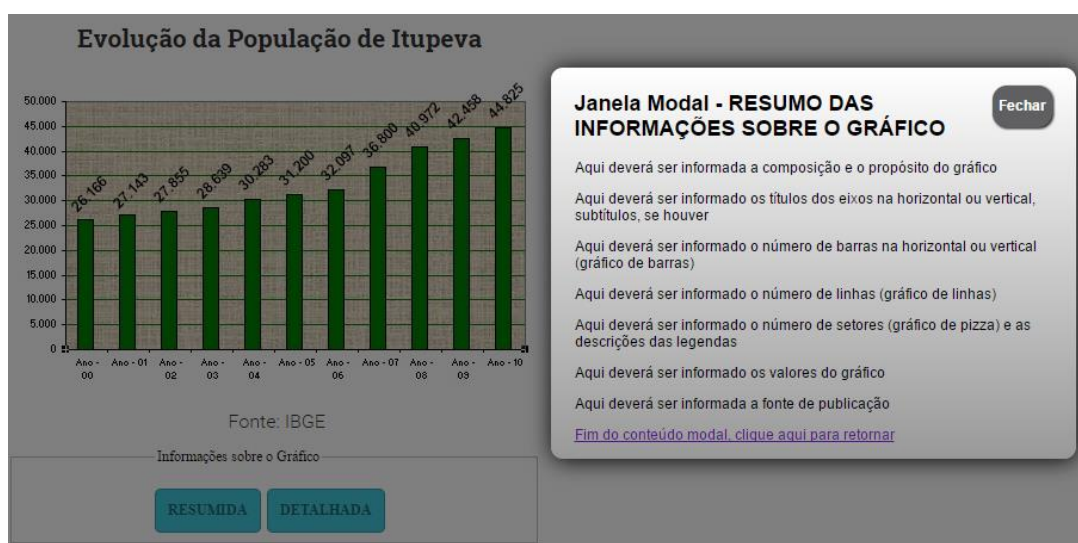 Evolução da População de Itupeva
50.000
45.000
40.000
35.000
30.000
25.000
20.000
15.000
10.000
5.000
0
26.166
27.143
27.855
28.639
30.283
31.200
32.097
36.800
40.972
42.458
44.825
Ano - 00
Ano - 01
Ano - 02
Ano - 03
Ano - 04
Ano - 05
Ano - 06
Ano - 07
Ano - 08
Ano - 09
Ano - 10
Fonte: IBGE
Informações sobre o Gráfico
RESUMIDA
DETALHADA
Janela Modal - RESUMO DAS
INFORMAÇÕES SOBRE O GRÁFICO
Fechar
Aqui deverá ser informada a composição e o propósito do gráfico
Aqui deverá ser informado os títulos dos eixos na horizontal ou vertical,
subtítulos, se houver
Aqui deverá ser informado o número de barras na horizontal ou vertical
(gráfico de barras)
Aqui deverá ser informado o número de linhas (gráfico de linhas)
Aqui deverá ser informado o número de setores (gráfico de pizza) e as
descrições das legendas
Aqui deverá ser informado os valores do gráfico
Aqui deverá ser informada a fonte de publicação
Fim do conteúdo modal, clique aqui para retornar